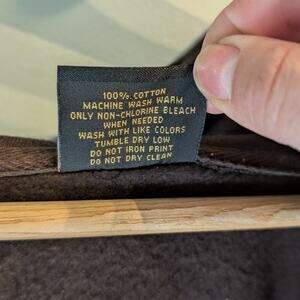 100% COTTON
MACHINE WASH WARM
ONLY NON-CHLORINE BLEACH
WHEN NEEDED
WASH WITH LIKE COLORS
TUMBLE DRY LOW
DO NOT IRON PRINT
DO NOT DRY CLEAN